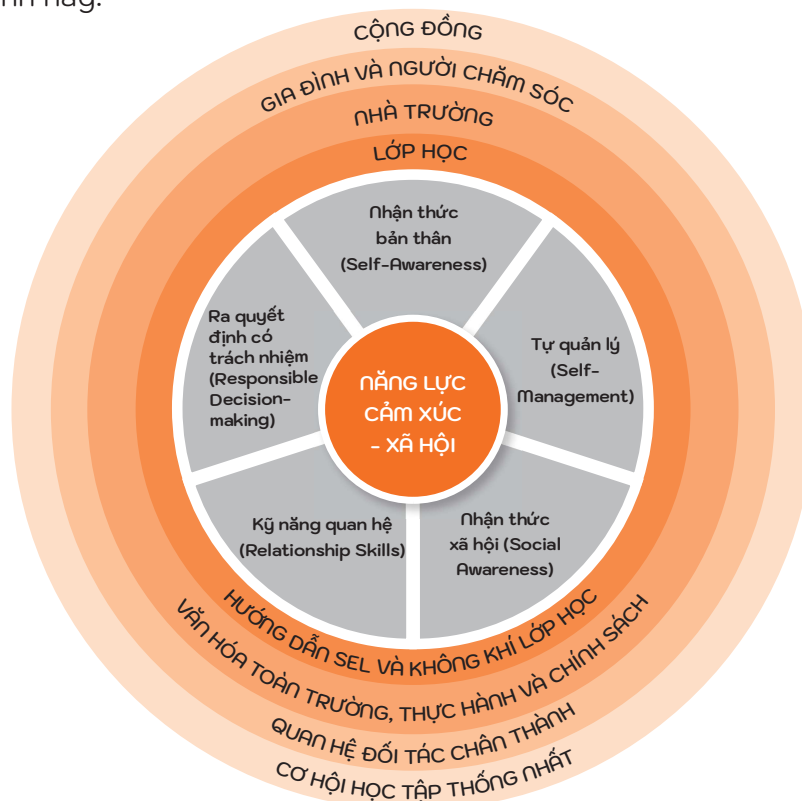 CỘNG ĐỒNG
GIA ĐÌNH VÀ NGƯỜI CHĂM SÓC
NHÀ TRƯỜNG
LỚP HỌC
Nhận thức
bản thân
(Self-Awareness)
Ra quyết
định có
trách nhiệm
(Responsible
Decision-
making)
Tự quản lý
(Self-
Management)
NĂNG LỰC
CẢM XÚC
- XÃ HỘI
Kỹ năng quan hệ
(Relationship Skills)
Nhận thức
xã hội (Social
Awareness)
HƯỚNG DẪN SEL VÀ KHÔNG KHÍ LỚP HỌC
VĂN HÓA TOÀN TRƯỜNG, THỰC HÀNH VÀ CHÍNH SÁCH
QUAN HỆ ĐỐI TÁC CHÂN THÀNH
CƠ HỘI HỌC TẬP THỐNG NHẤT